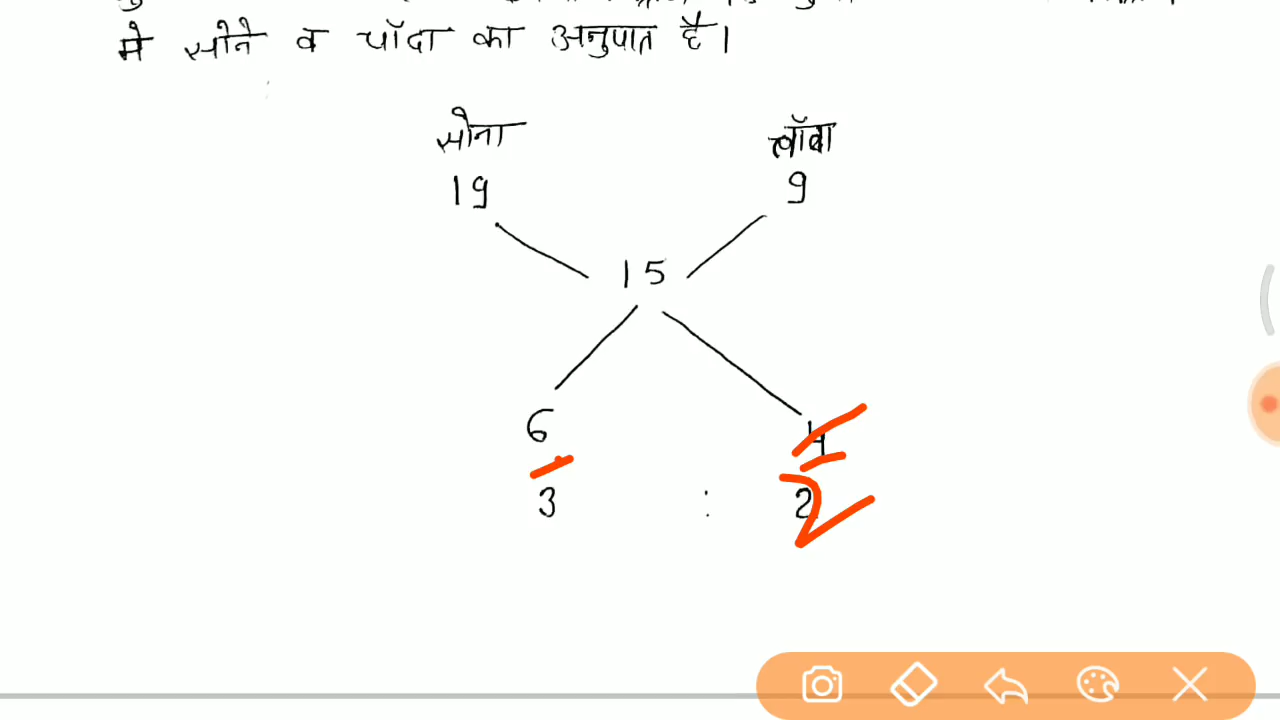 मे सोने व चाँदी का अनुपात है।
सोना चाँदी
19 9
15
6 4
3 : 2